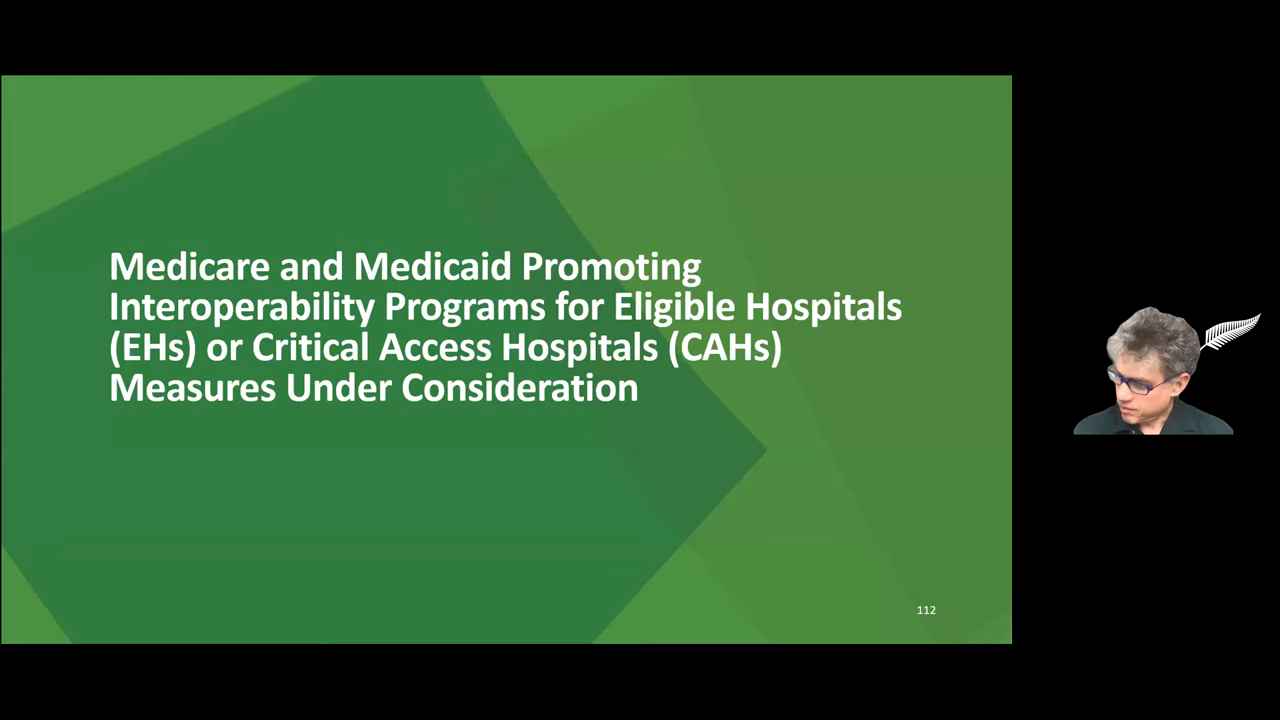 Medicare and Medicaid Promoting
Interoperability Programs for Eligible Hospitals
(EHs) or Critical Access Hospitals (CAHs)
Measures Under Consideration
112